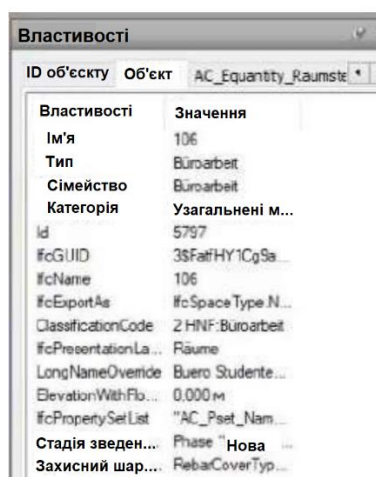 Властивості
ID об'єскту Об'єкт AC_Equantity_Raumste
Властивості Значення
Ім'я 106
Тип Büroarbeit
Сімейство Büroarbeit
Категорія Узагальнені м...
Id 5797
IfcGUID 3$FatfHY1CgSa...
IfcName 106
IfcExportAs IfcSpaceType.N...
ClassificationCode 2 HNF:Büroarbeit
IfcPresentationLa... Räume
LongNameOverride Buero Studente...
ElevationWithFlo... 0,000 м
IfcPropertySetList "AC_Pset_Nam...
Стадія зведен... Phase "Нова ...
Захисний шар... RebarCoverTyp...